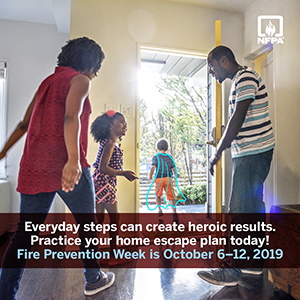 NFPA
Everyday steps can create heroic results.
Practice your home escape plan today!
Fire Prevention Week is October 6–12, 2019